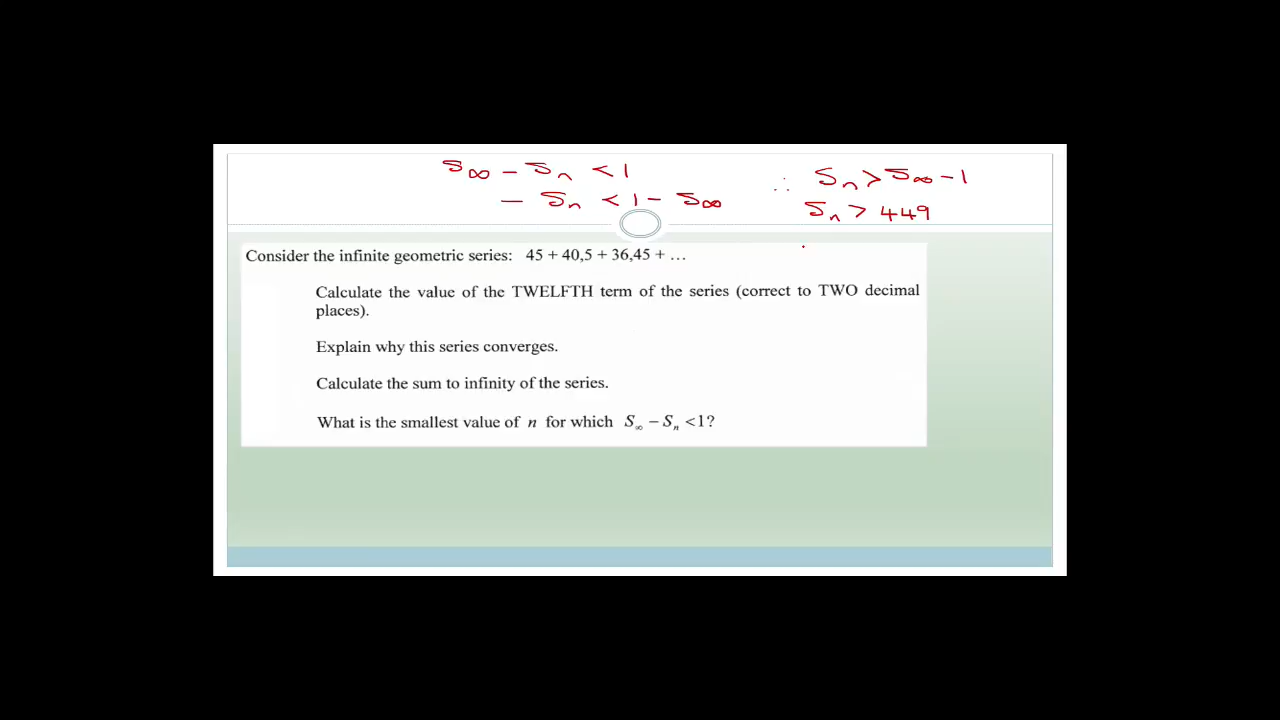 S∞ − Sn < 1
− Sn < 1 − S∞
∴ Sn > S∞ − 1
Sn > 449
Consider the infinite geometric series: 45 + 40,5 + 36,45 + …
Calculate the value of the TWELFTH term of the series (correct to TWO decimal
places).
Explain why this series converges.
Calculate the sum to infinity of the series.
What is the smallest value of n for which S∞ − Sn < 1?